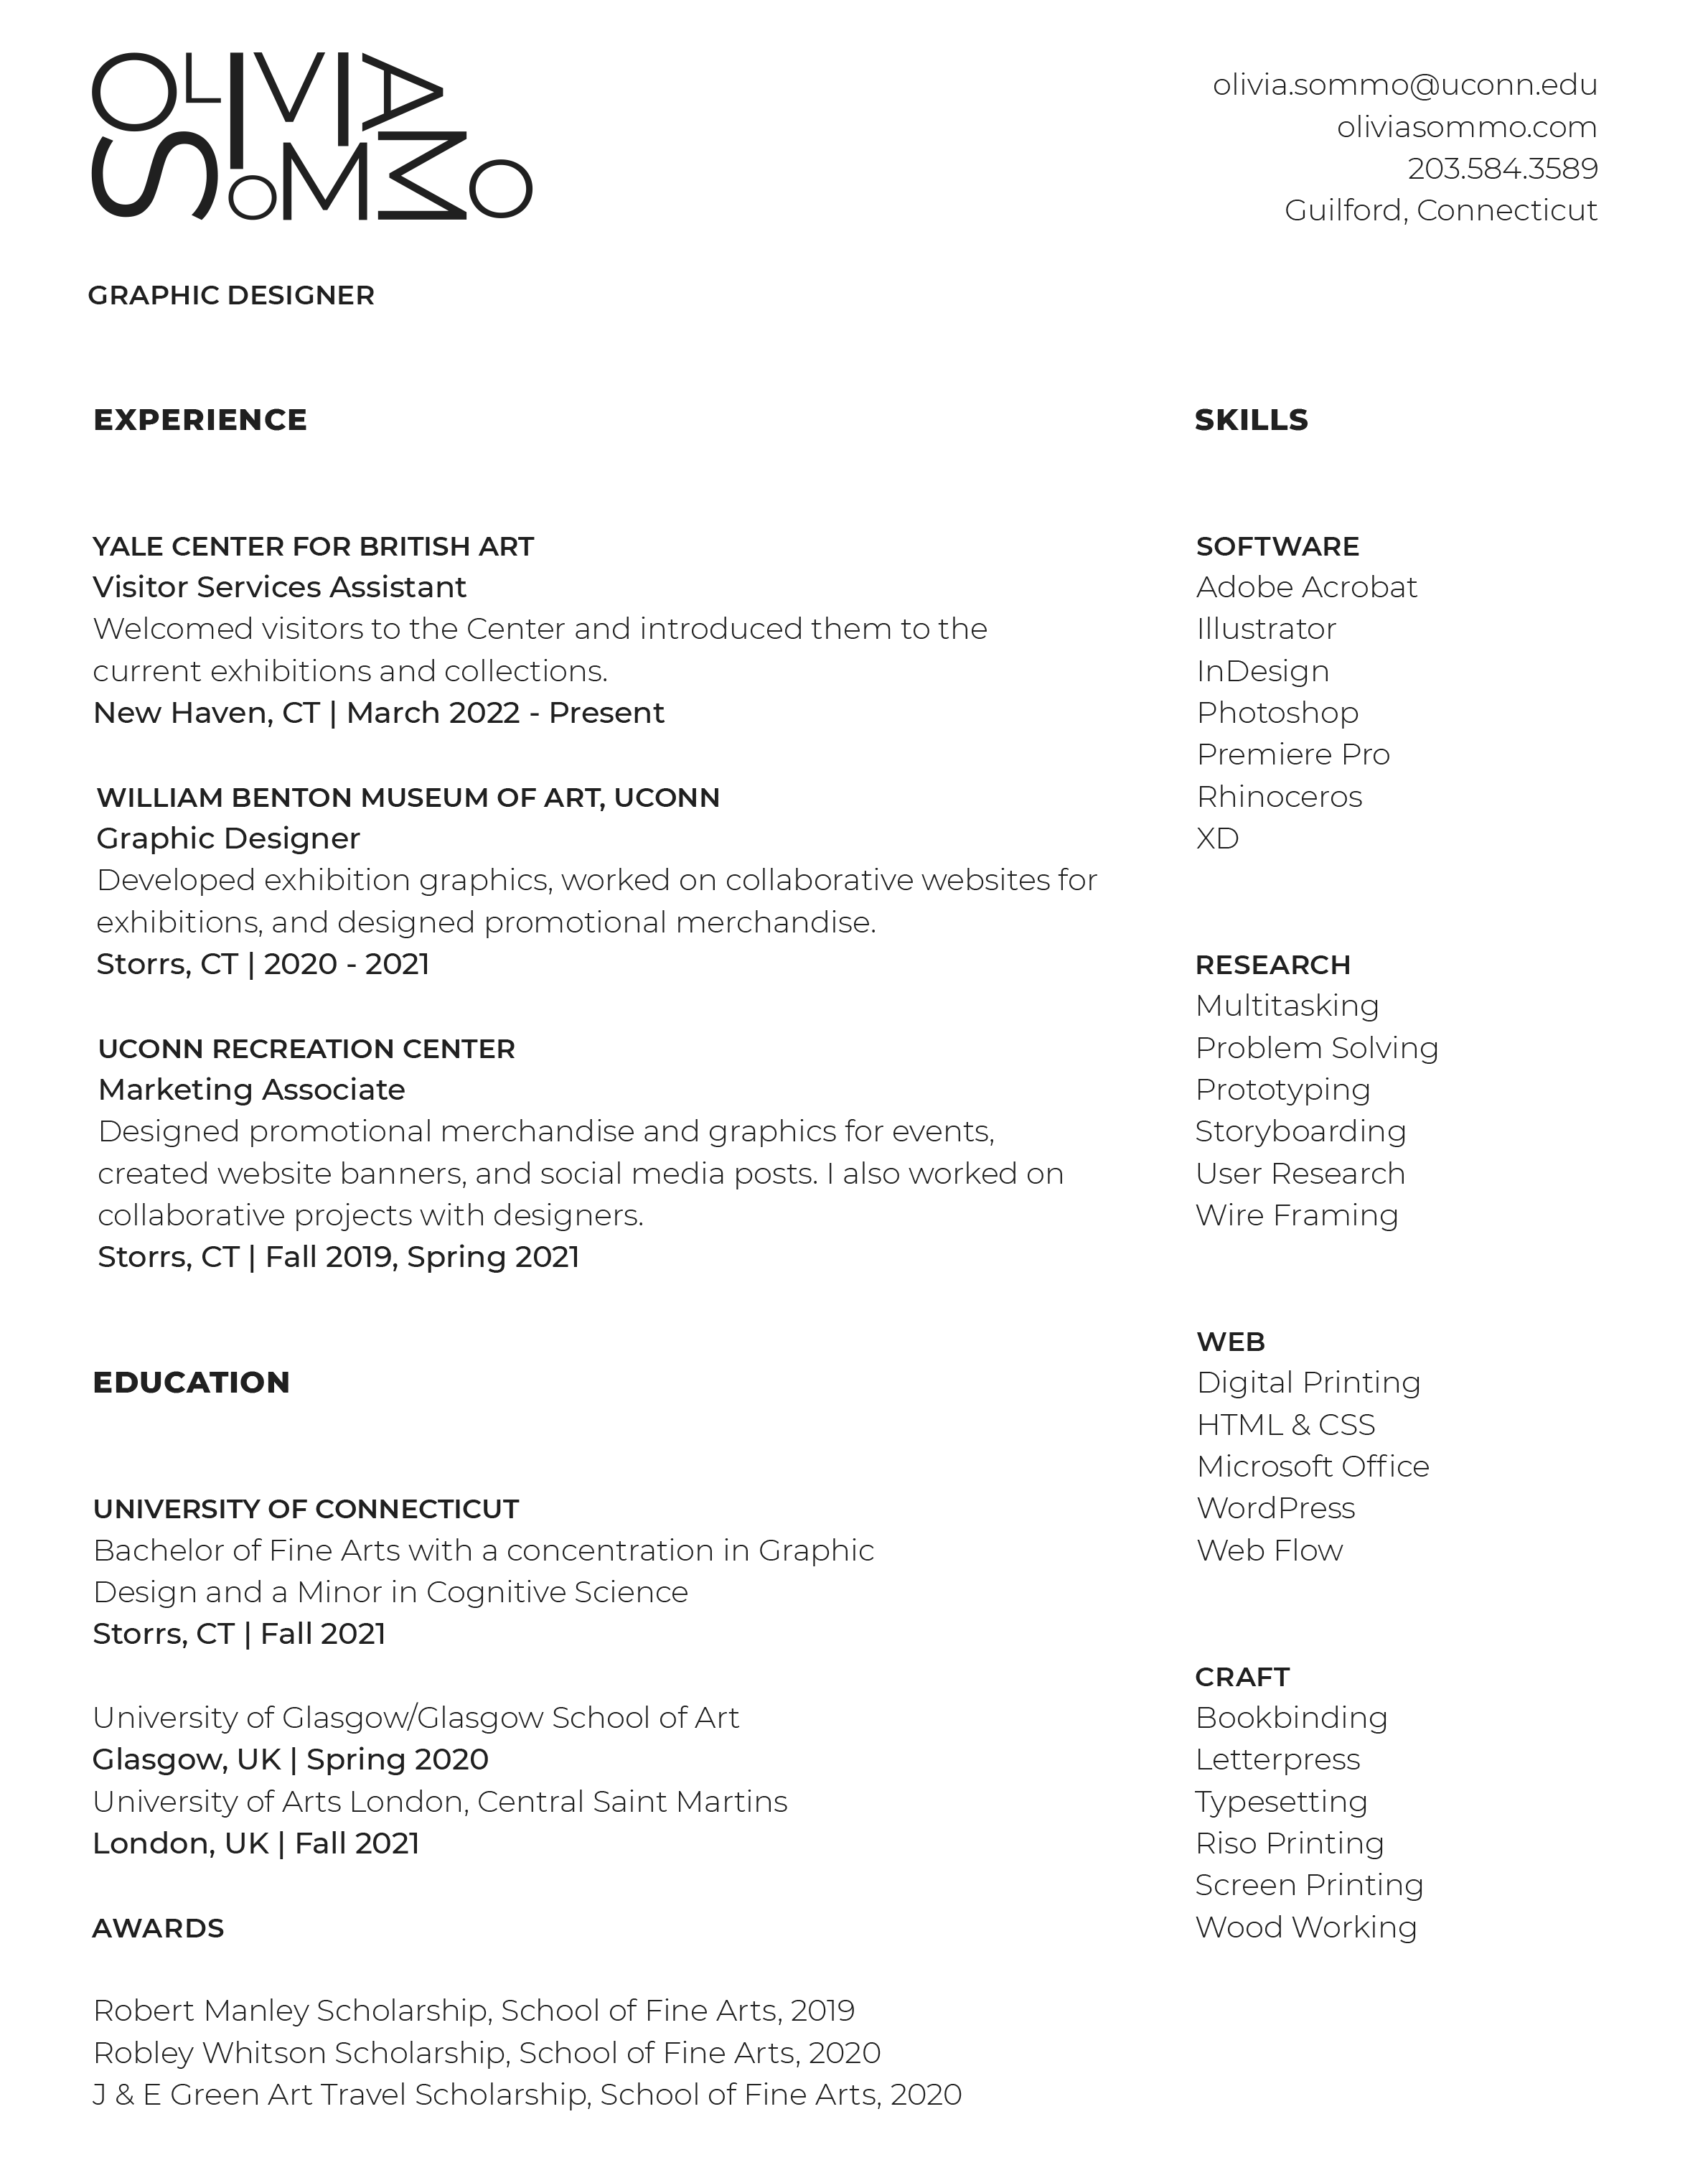 OLIVIA
SOMMO
olivia.sommo@uconn.edu
oliviasommo.com
203.584.3589
Guilford, Connecticut
GRAPHIC DESIGNER
EXPERIENCE
YALE CENTER FOR BRITISH ART
Visitor Services Assistant
Welcomed visitors to the Center and introduced them to the
current exhibitions and collections.
New Haven, CT | March 2022 - Present
WILLIAM BENTON MUSEUM OF ART, UCONN
Graphic Designer
Developed exhibition graphics, worked on collaborative websites for
exhibitions, and designed promotional merchandise.
Storrs, CT | 2020 - 2021
UCONN RECREATION CENTER
Marketing Associate
Designed promotional merchandise and graphics for events,
created website banners, and social media posts. I also worked on
collaborative projects with designers.
Storrs, CT | Fall 2019, Spring 2021
EDUCATION
UNIVERSITY OF CONNECTICUT
Bachelor of Fine Arts with a concentration in Graphic
Design and a Minor in Cognitive Science
Storrs, CT | Fall 2021
University of Glasgow/Glasgow School of Art
Glasgow, UK | Spring 2020
University of Arts London, Central Saint Martins
London, UK | Fall 2021
AWARDS
Robert Manley Scholarship, School of Fine Arts, 2019
Robley Whitson Scholarship, School of Fine Arts, 2020
J & E Green Art Travel Scholarship, School of Fine Arts, 2020
SKILLS
SOFTWARE
Adobe Acrobat
Illustrator
InDesign
Photoshop
Premiere Pro
Rhinoceros
XD
RESEARCH
Multitasking
Problem Solving
Prototyping
Storyboarding
User Research
Wire Framing
WEB
Digital Printing
HTML & CSS
Microsoft Office
WordPress
Web Flow
CRAFT
Bookbinding
Letterpress
Typesetting
Riso Printing
Screen Printing
Wood Working